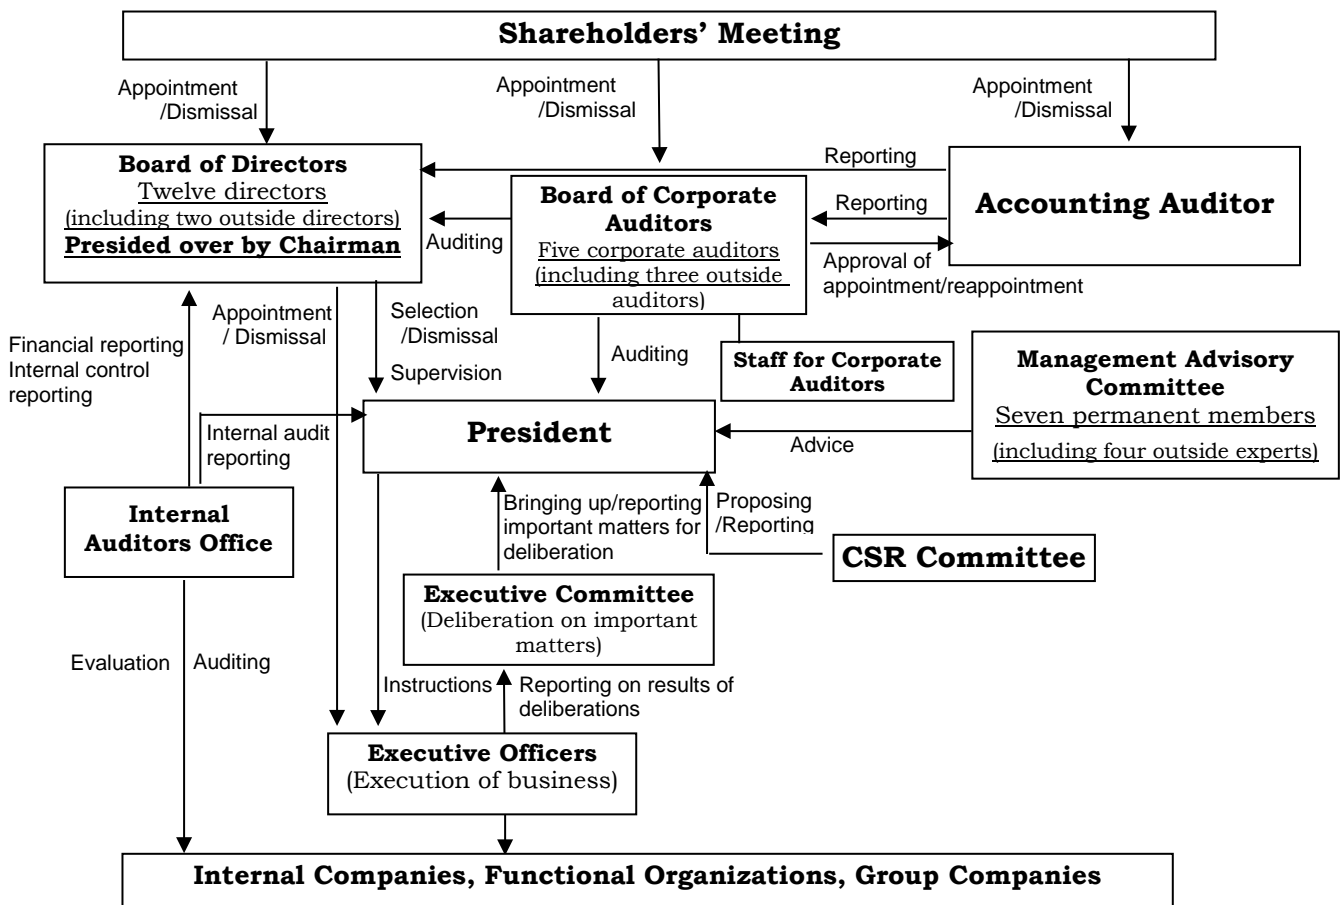 Shareholders' Meeting
Appointment
/Dismissal
Appointment
/Dismissal
Appointment
/Dismissal
Board of Directors
Twelve directors
(including two outside directors)
Presided over by Chairman
Reporting
Board of Corporate
Auditors
Five corporate auditors
(including three outside
auditors)
Auditing
Reporting
Approval of
appointment/reappointment
Accounting Auditor
Financial reporting
Internal control
reporting
Appointment
/ Dismissal
Selection
/Dismissal
Supervision
Auditing
Staff for Corporate
Auditors
Management Advisory
Committee
Seven permanent members
(including four outside experts)
Internal audit
reporting
President
Advice
Internal
Auditors Office
Bringing up/reporting
important matters for
deliberation
Proposing
/Reporting
CSR Committee
Executive Committee
(Deliberation on important
matters)
Evaluation
Auditing
Instructions
Reporting on results of
deliberations
Executive Officers
(Execution of business)
Internal Companies, Functional Organizations, Group Companies